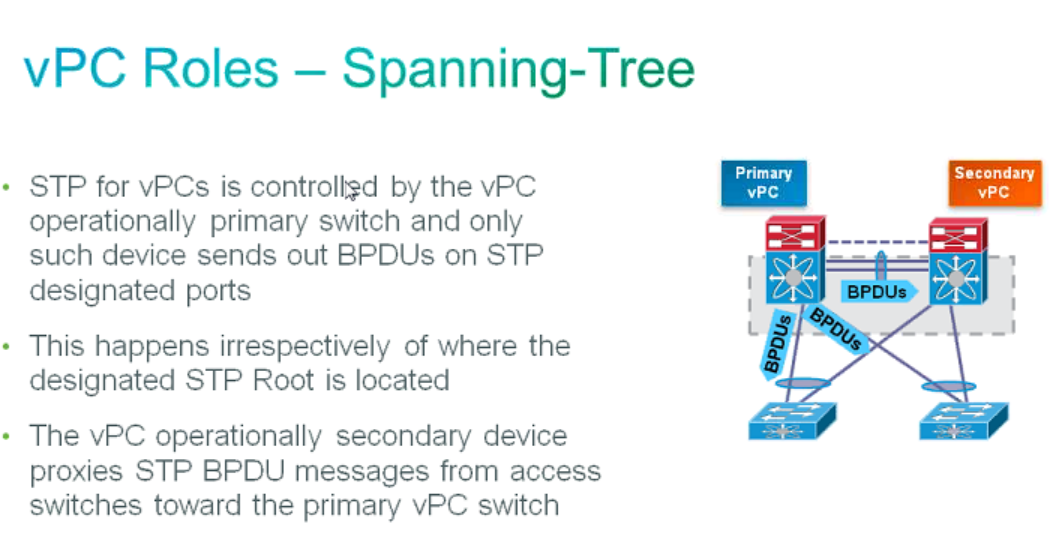 vPC Roles – Spanning-Tree
• STP for vPCs is controlled by the vPC
operationally primary switch and only
such device sends out BPDUs on STP
designated ports
• This happens irrespectively of where the
designated STP Root is located
• The vPC operationally secondary device
proxies STP BPDU messages from access
switches toward the primary vPC switch
Primary
vPC
Secondary
vPC
BPDUs
BPDUs
BPDUs